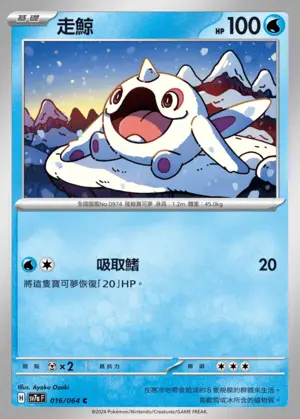 基礎
走鯨
HP 100
全國圖鑑No.0974 陸鯨寶可夢 身高：1.2m 體重：45.0kg
吸取鰭 20
將這隻寶可夢恢復「20」HP。
弱點 ×2 抵抗力 撤退
Illus. Ayako Ozaki
H sv7a F 016/064 C
©2024 Pokémon/Nintendo/Creatures/GAME FREAK.